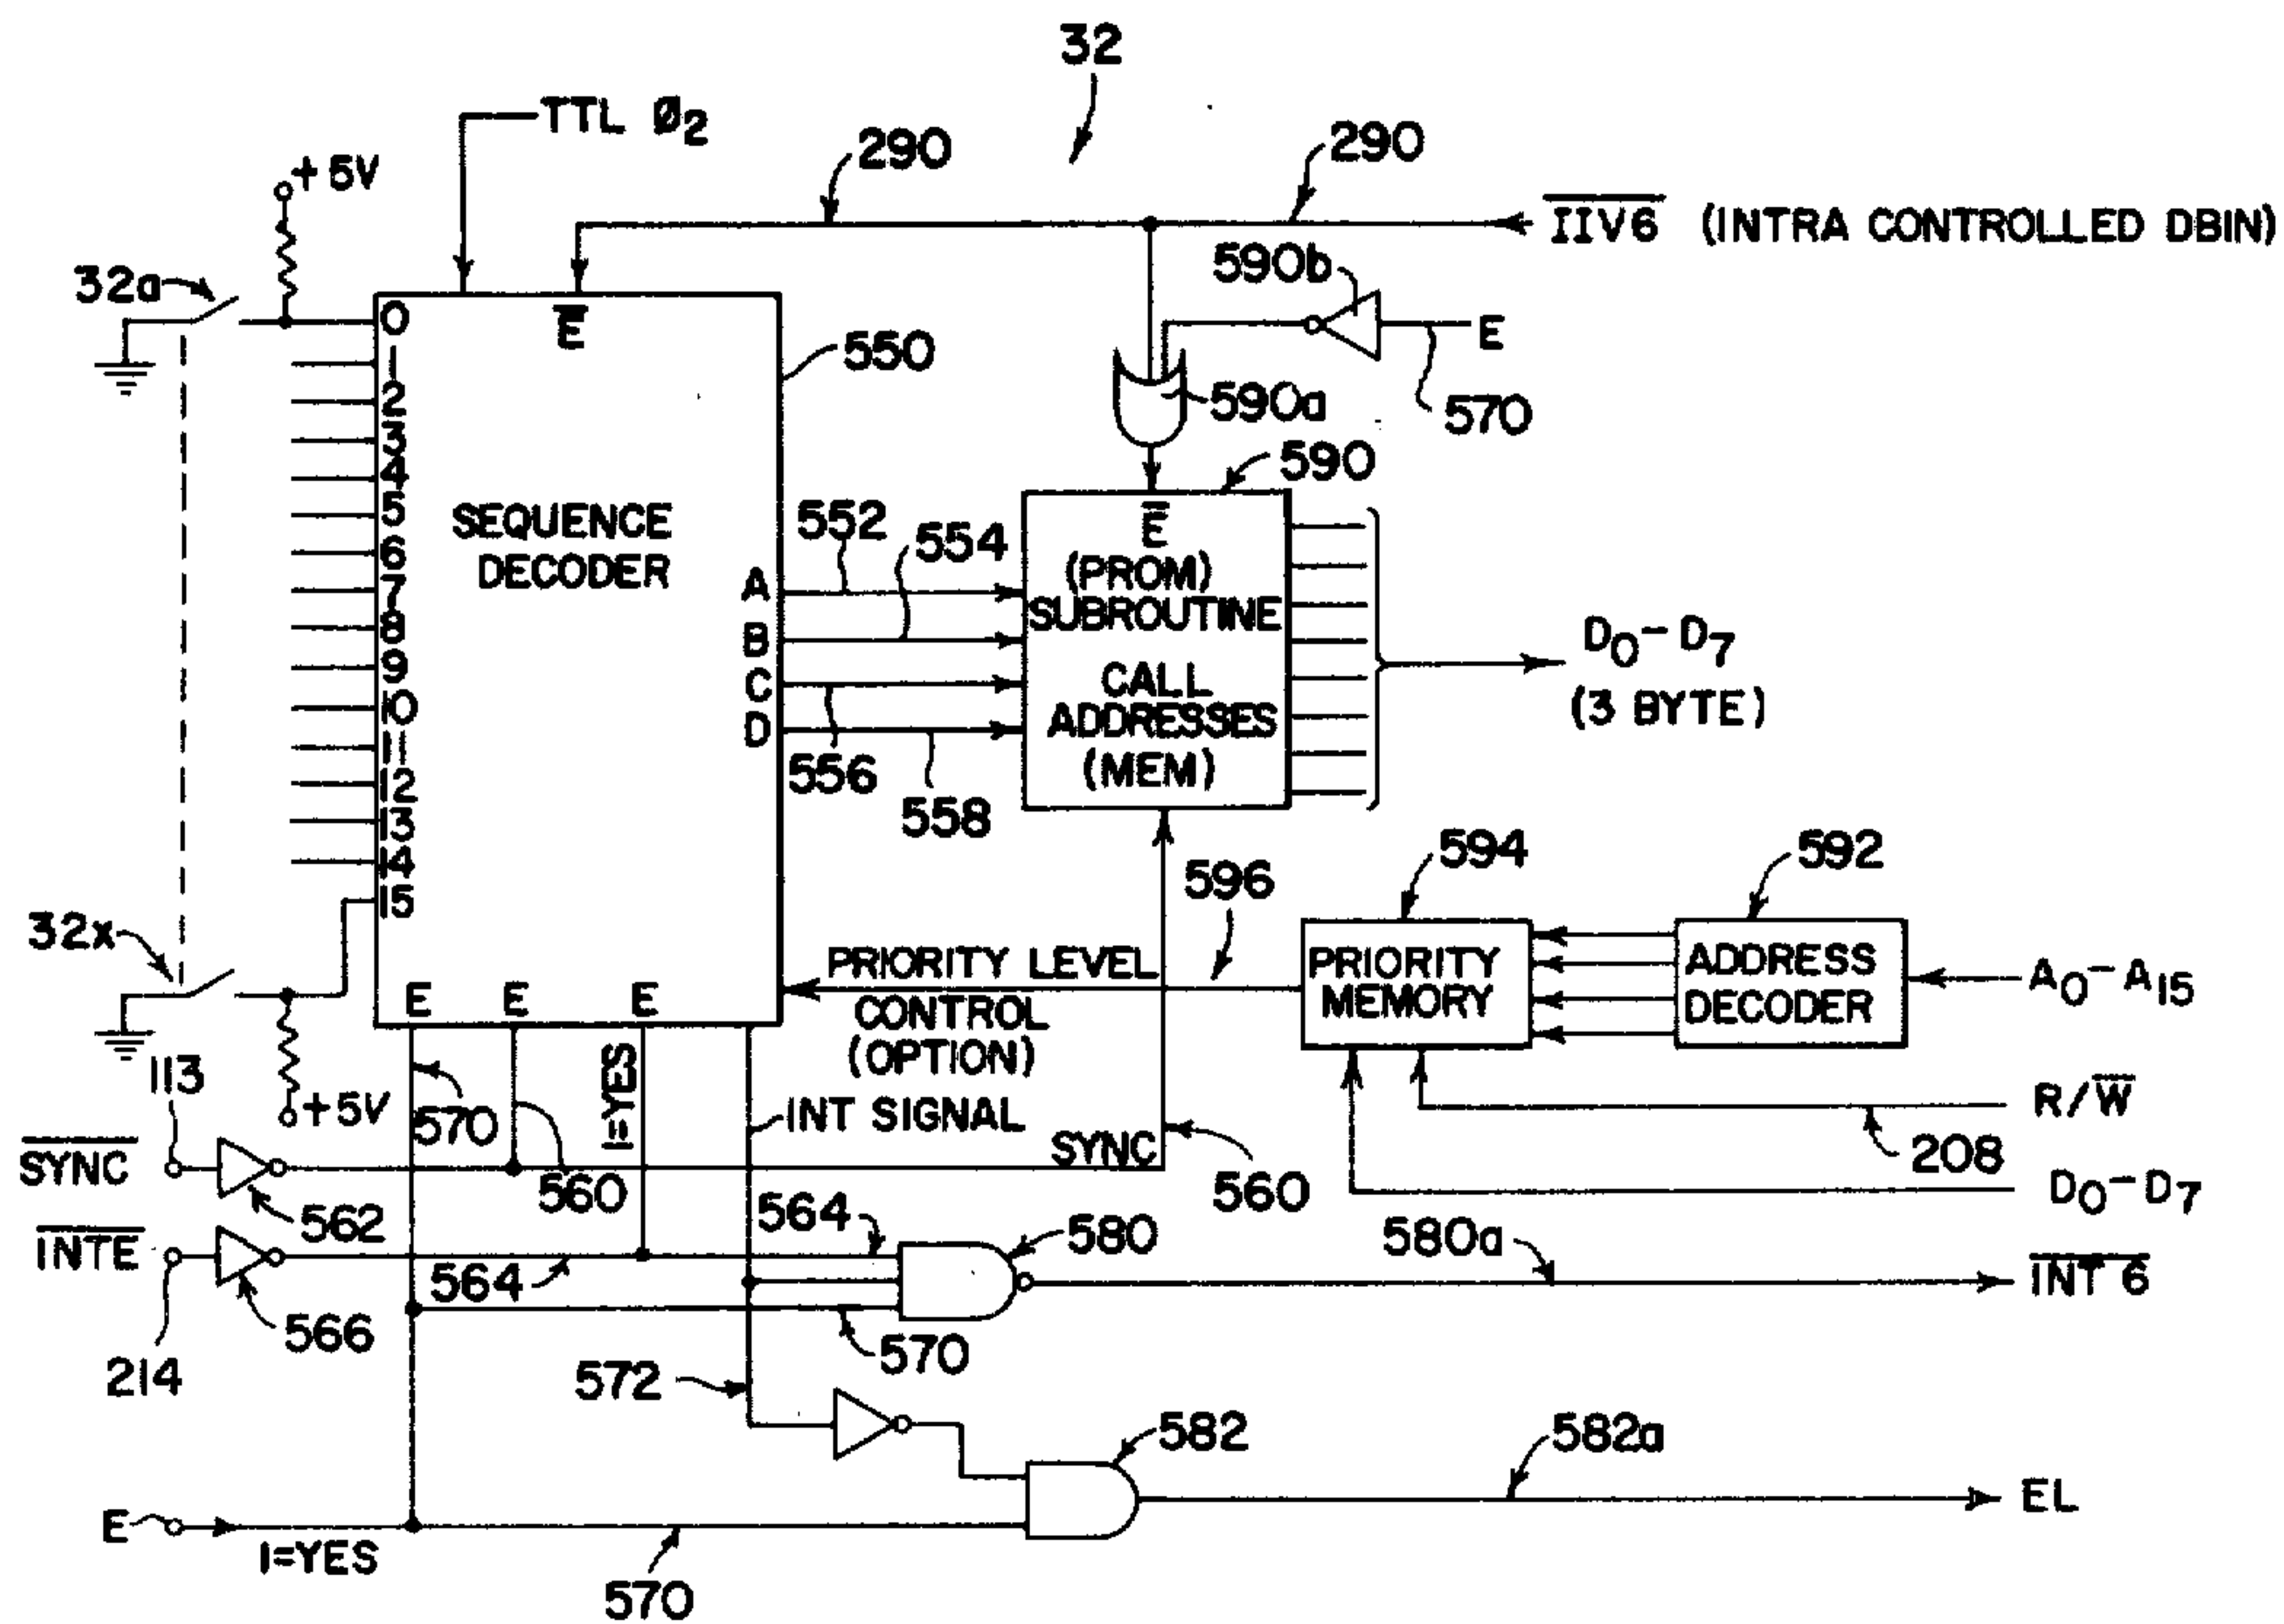 32
TTL Ø2
290
290
+5V
IIV6 (INTRA CONTROLLED DBIN)
32a
590b
0
E
550
E
1
2
590a
570
3
4
590
5
SEQUENCE
DECODER
552
554
E
6
(PROM)
7
A
SUBROUTINE
8
B
D0-D7
9
C
CALL
10
D
ADDRESSES
(3 BYTE)
11
556
(MEM)
12
558
13
14
594
592
15
596
32x
PRIORITY LEVEL
PRIORITY
MEMORY
ADDRESS
DECODER
A0-A15
E
E
E
CONTROL
(OPTION)
113
1=YES
+5V
570
INT SIGNAL
R/W
SYNC
SYNC
208
562
560
560
D0-D7
INTE
564
580
580a
564
INT 6
566
570
214
572
582
582a
EL
E
1=YES
570